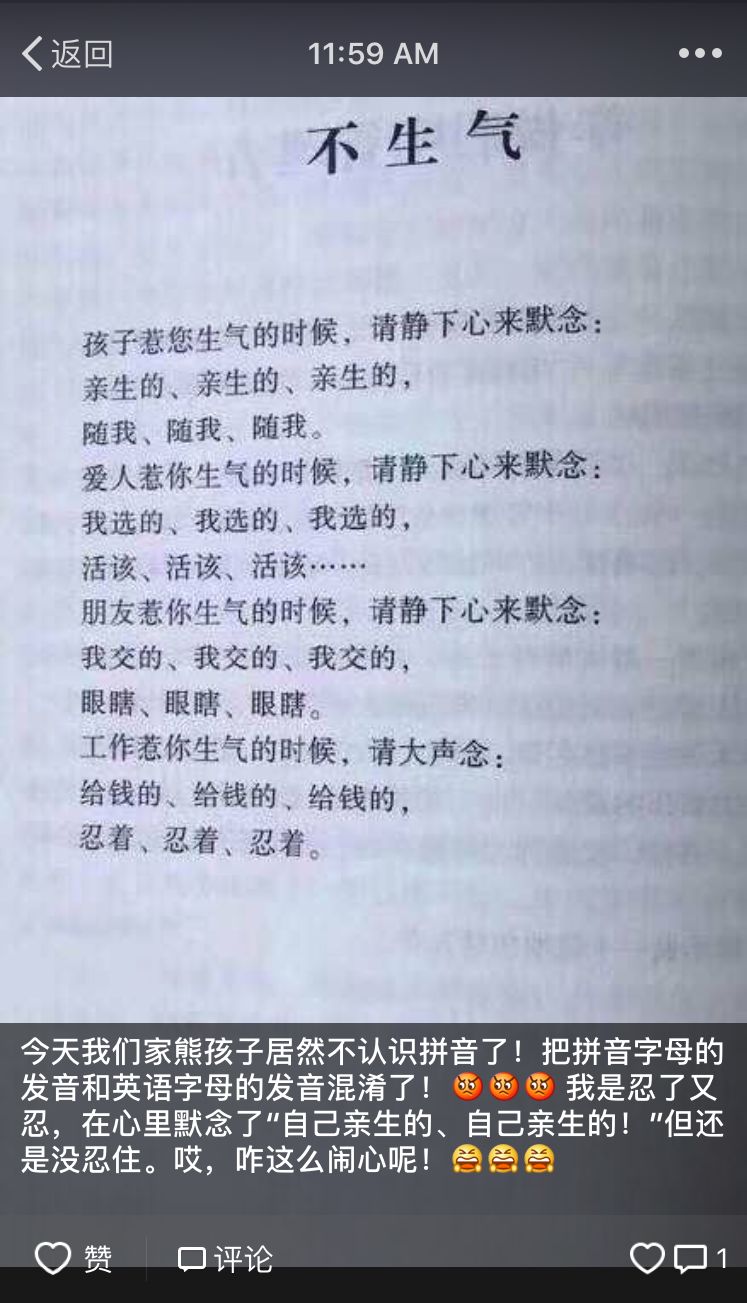 返回 11:59 AM
不生气
孩子惹您生气的时候，请静下心来默念：
亲生的、亲生的、亲生的，
随我、随我、随我。
爱人惹你生气的时候，请静下心来默念：
我选的、我选的、我选的，
活该、活该、活该……
朋友惹你生气的时候，请静下心来默念：
我交的、我交的、我交的，
眼瞎、眼瞎、眼瞎。
工作惹你生气的时候，请大声念：
给钱的、给钱的、给钱的，
忍着、忍着、忍着。
今天我们家熊孩子居然不认识拼音了！把拼音字母的
发音和英语字母的发音混淆了！😡😡😡 我是忍了又
忍，在心里默念了“自己亲生的、自己亲生的！”但还
是没忍住。哎，咋这么闹心呢！😭😭😭
赞 评论 1